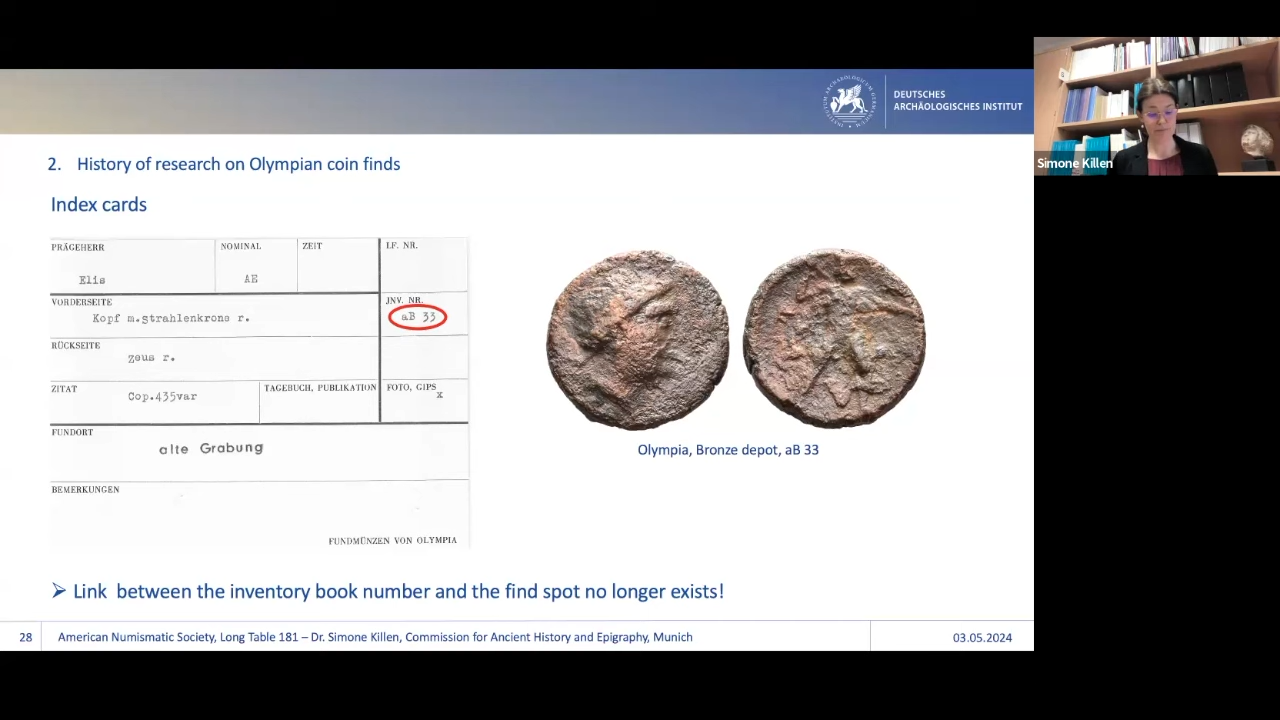 DEUTSCHES
ARCHÄOLOGISCHES INSTITUT
Simone Killen
2. History of research on Olympian coin finds
Index cards
PRÄGEHERR
Elis
NOMINAL
AE
ZEIT
LF. NR.
VORDERSEITE
Kopf m.strahlenkrone r.
JNV. NR.
aB 33
RÜCKSEITE
Zeus r.
ZITAT
Cop.435var
TAGEBUCH, PUBLIKATION
FOTO, GIPS
x
FUNDORT
alte Grabung
BEMERKUNGEN
FUNDMÜNZEN VON OLYMPIA
Olympia, Bronze depot, aB 33
Link between the inventory book number and the find spot no longer exists!
28
American Numismatic Society, Long Table 181 – Dr. Simone Killen, Commission for Ancient History and Epigraphy, Munich
03.05.2024